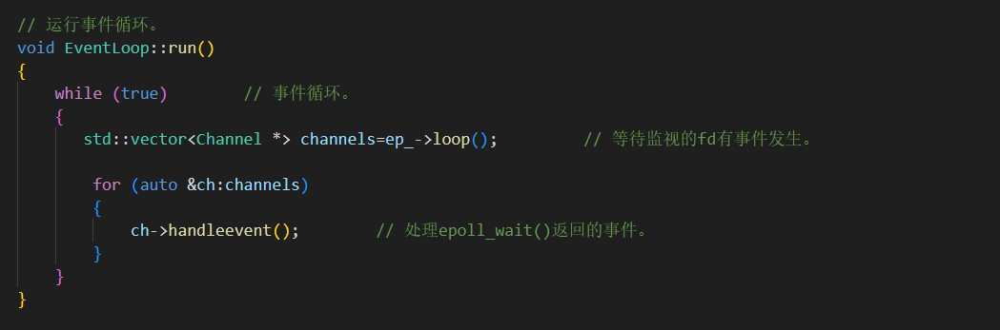 // 运行事件循环。
void EventLoop::run()
{
    while (true)        // 事件循环。
    {
       std::vector<Channel *> channels=ep_->loop();         // 等待监视的fd有事件发生。

        for (auto &ch:channels)
        {
            ch->handleevent();        // 处理epoll_wait()返回的事件。
        }
    }
}